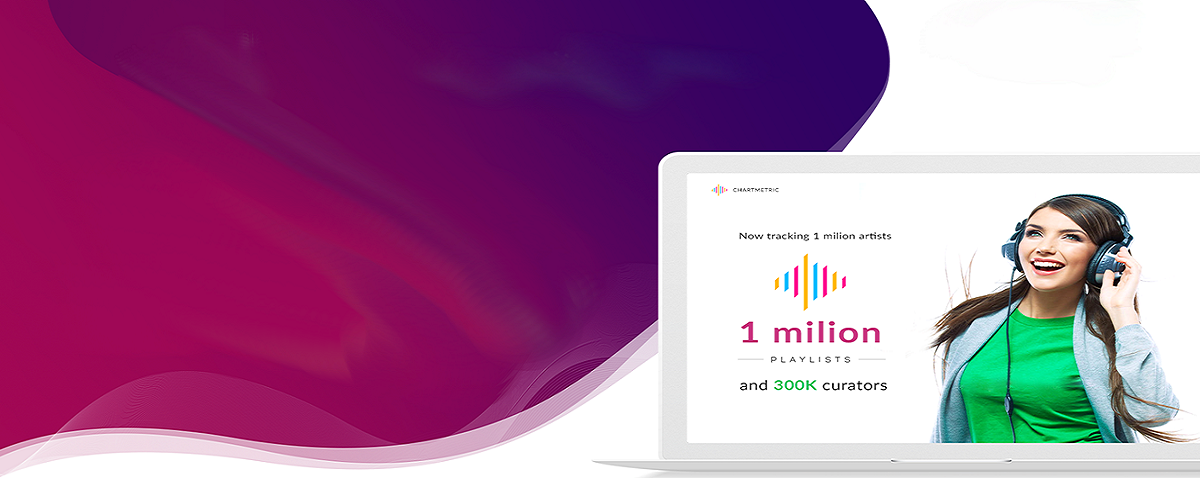 CHARTMETRIC
Now tracking 1 milion artists
1 milion
PLAYLISTS
and 300K curators